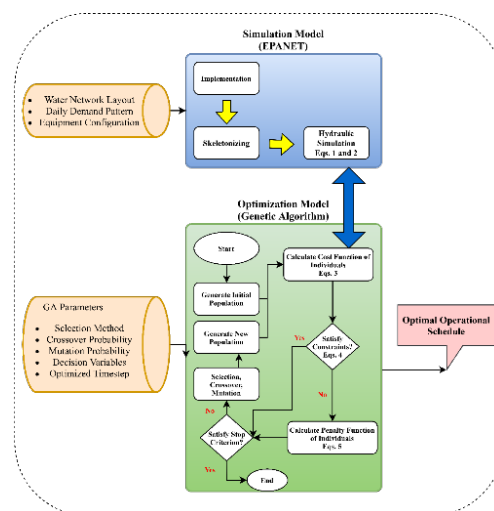 Simulation Model
(EPANET)
Implementation
Water Network Layout
Daily Demand Pattern
Equipment Configuration
Skeletonizing
Hydraulic
Simulation
Eqs. 1 and 2
Optimization Model
(Genetic Algorithm)
Start
Calculate Cost Function of
Individuals
Eqs. 3
Generate Initial
Population
GA Parameters
Selection Method
Crossover Probability
Mutation Probability
Decision Variables
Optimized Timestep
Generate New
Population
Yes
Satisfy
Constraints?
Eqs. 4
Optimal Operational
Schedule
Selection,
Crossover,
Mutation
No
No
Satisfy Stop
Criterion?
Calculate Penalty Function
of Individuals
Eqs. 5
Yes
End